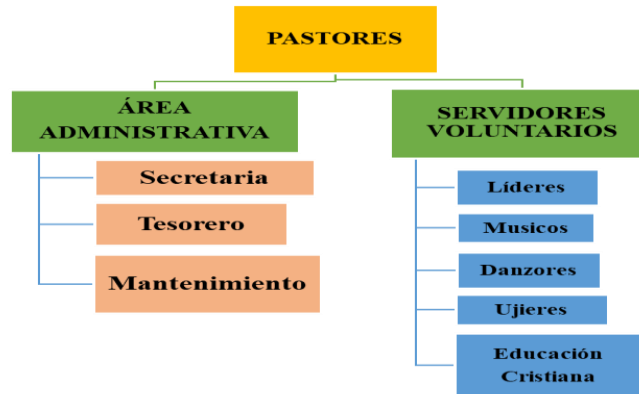 PASTORES
ÁREA
ADMINISTRATIVA
Secretaria
Tesorero
Mantenimiento
SERVIDORES
VOLUNTARIOS
Líderes
Musicos
Danzores
Ujieres
Educación
Cristiana